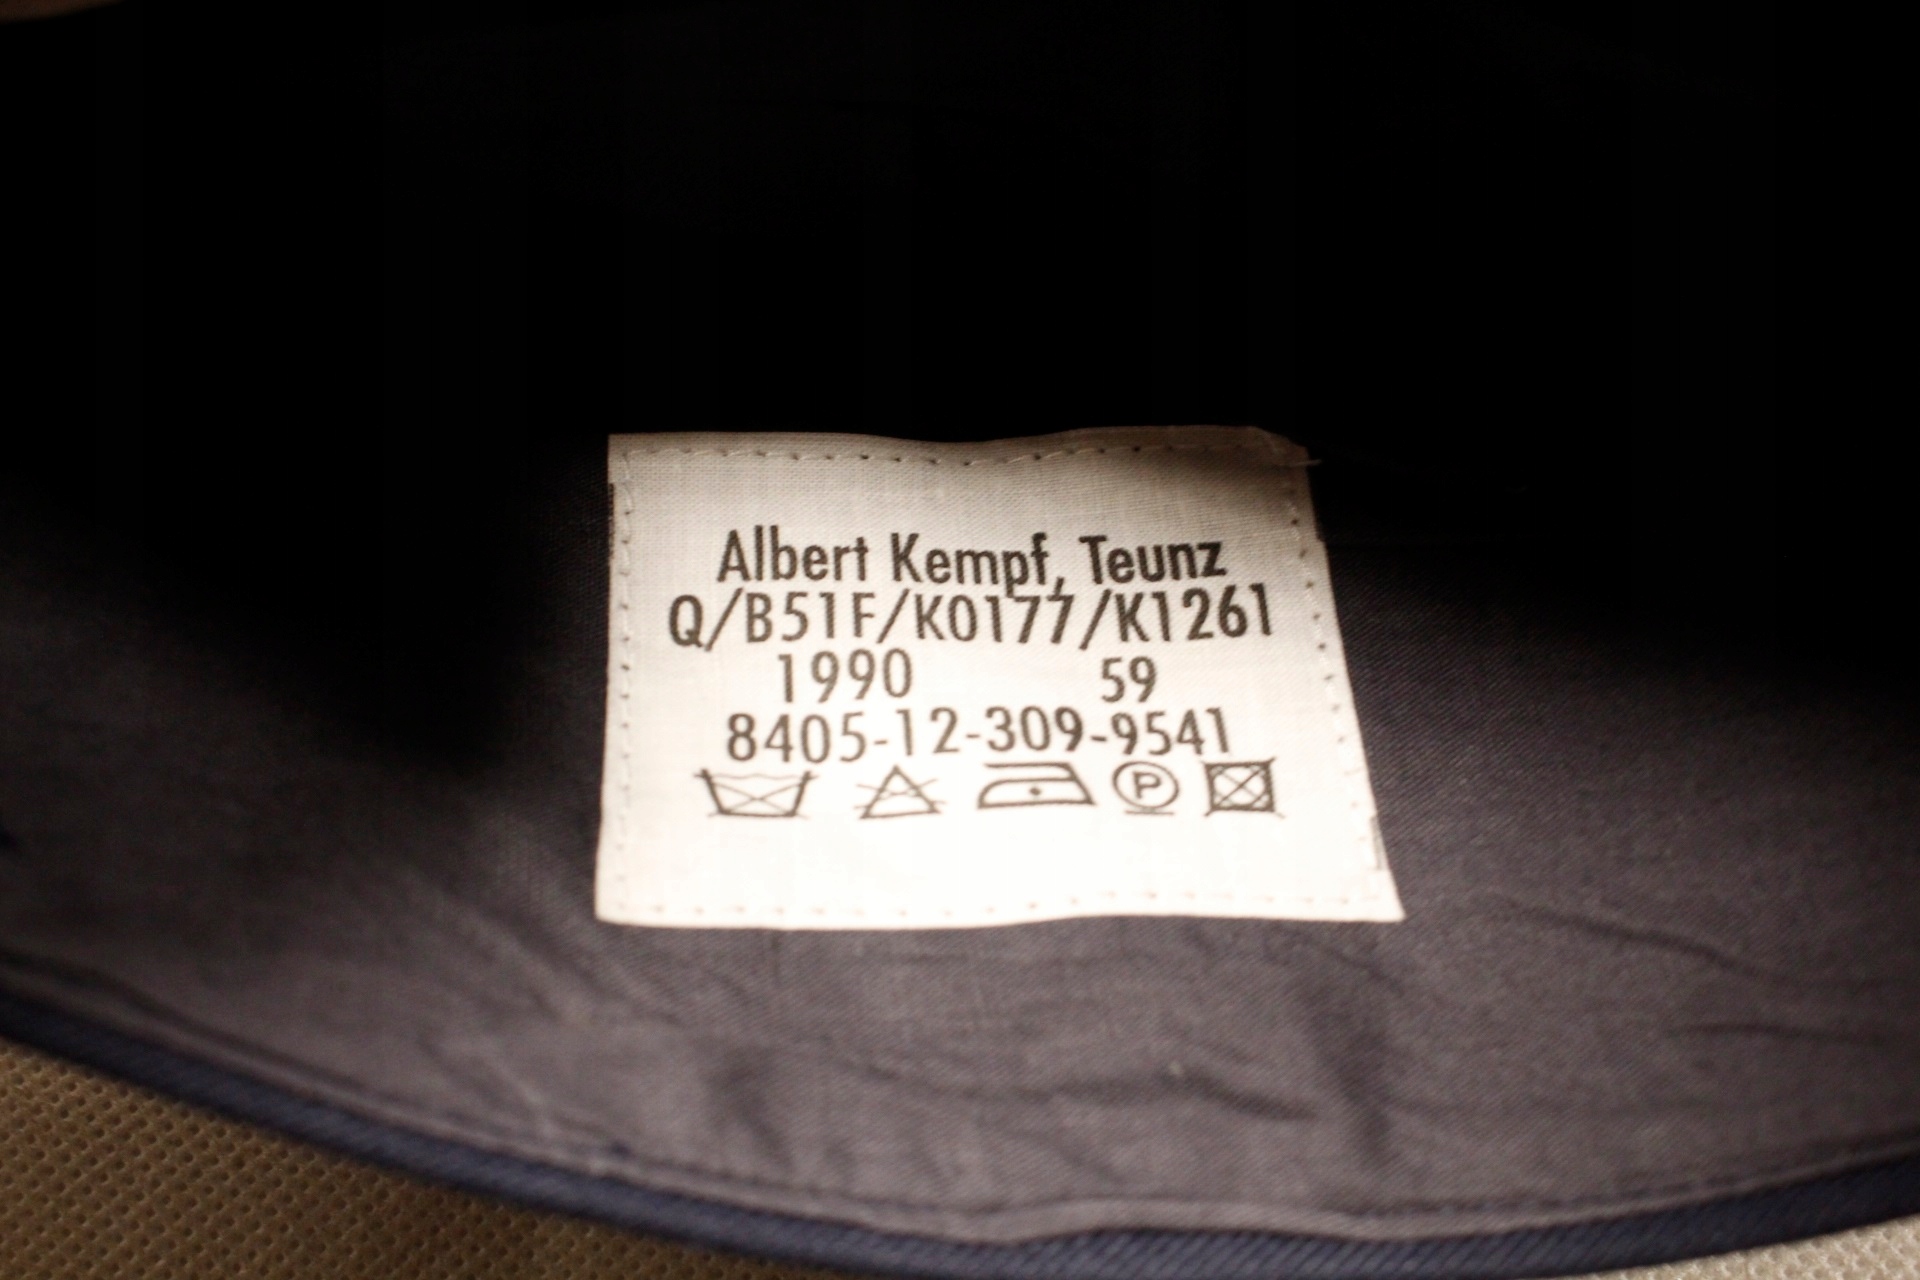 Albert Kempf, Teunz
Q/B51F/K0177/K1261
1990 59
8405-12-309-9541
P